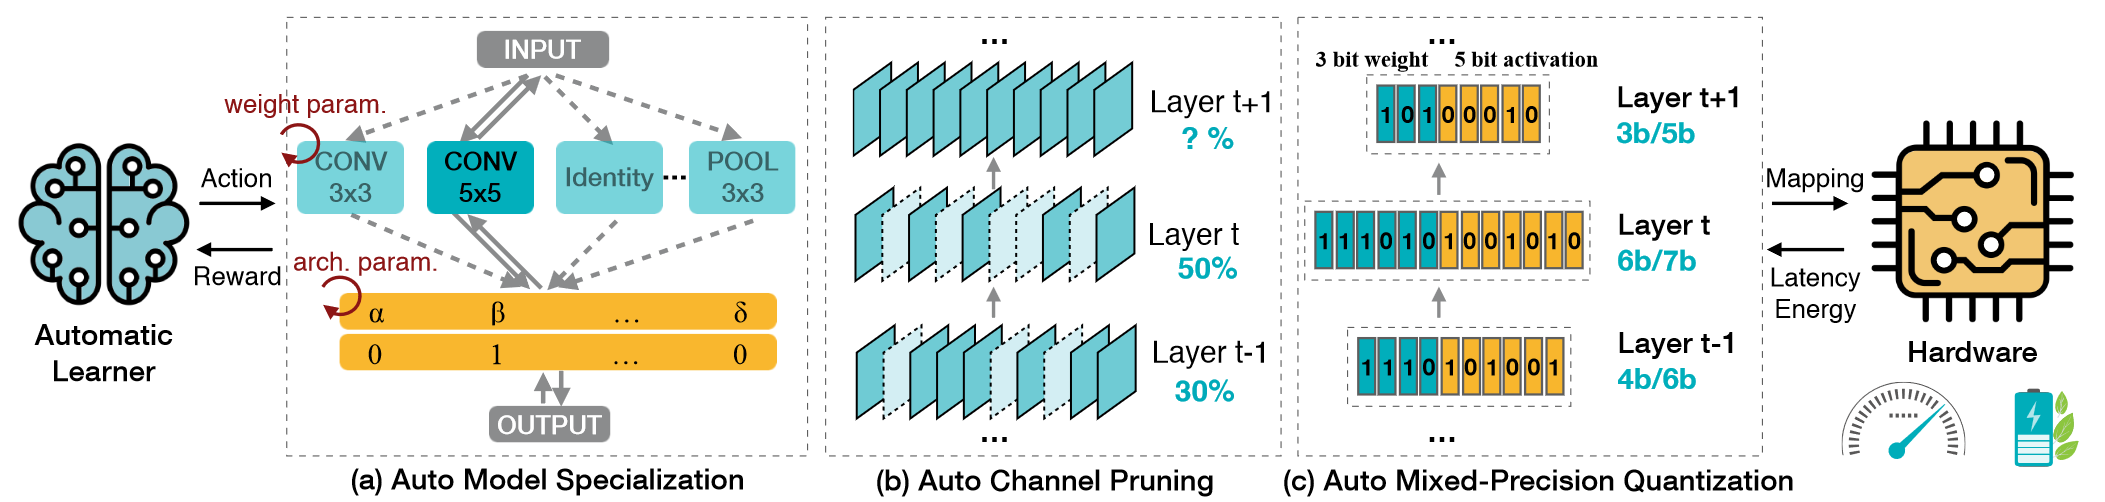 Automatic
Learner
Action
Reward
weight param.
arch. param.
INPUT
CONV
3x3
CONV
5x5
Identity
...
POOL
3x3
α β ... δ
0 1 ... 0
OUTPUT
(a) Auto Model Specialization
...
Layer t+1
? %
Layer t
50%
Layer t-1
30%
...
(b) Auto Channel Pruning
...
3 bit weight 5 bit activation
1 0 1 0 0 0 1 0
Layer t+1
3b/5b
1 1 1 0 1 0 1 0 0 1 0 1 0
Layer t
6b/7b
1 1 1 0 1 0 1 0 0 1
Layer t-1
4b/6b
...
(c) Auto Mixed-Precision Quantization
Mapping
Latency
Energy
Hardware